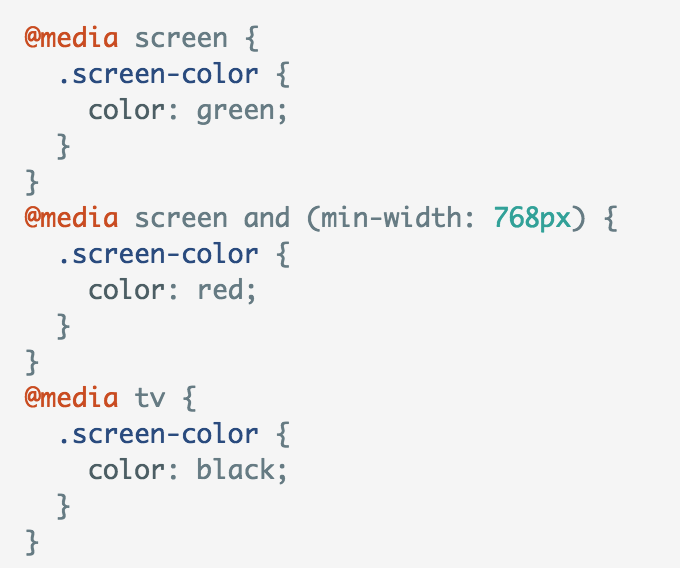 @media screen {
  .screen-color {
    color: green;
  }
}
@media screen and (min-width: 768px) {
  .screen-color {
    color: red;
  }
}
@media tv {
  .screen-color {
    color: black;
  }
}